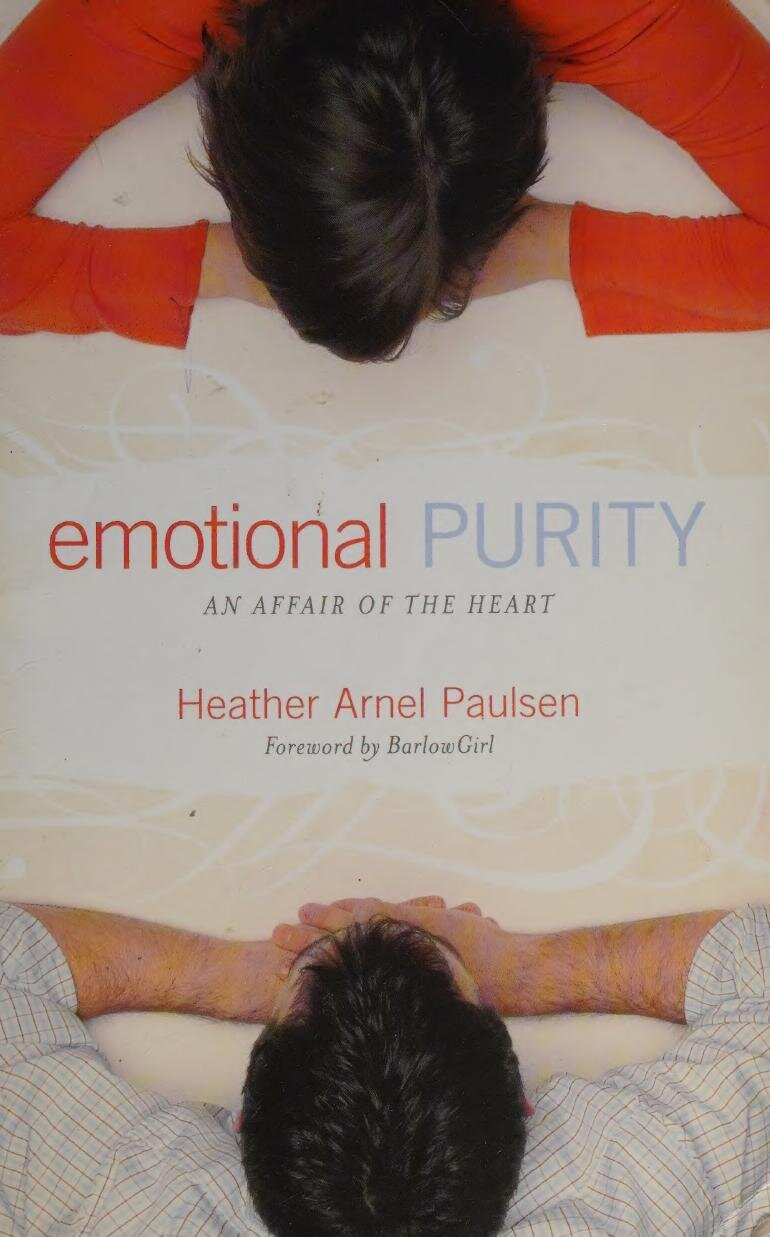 emotional PURITY
AN AFFAIR OF THE HEART
Heather Arnel Paulsen
Foreword by BarlowGirl